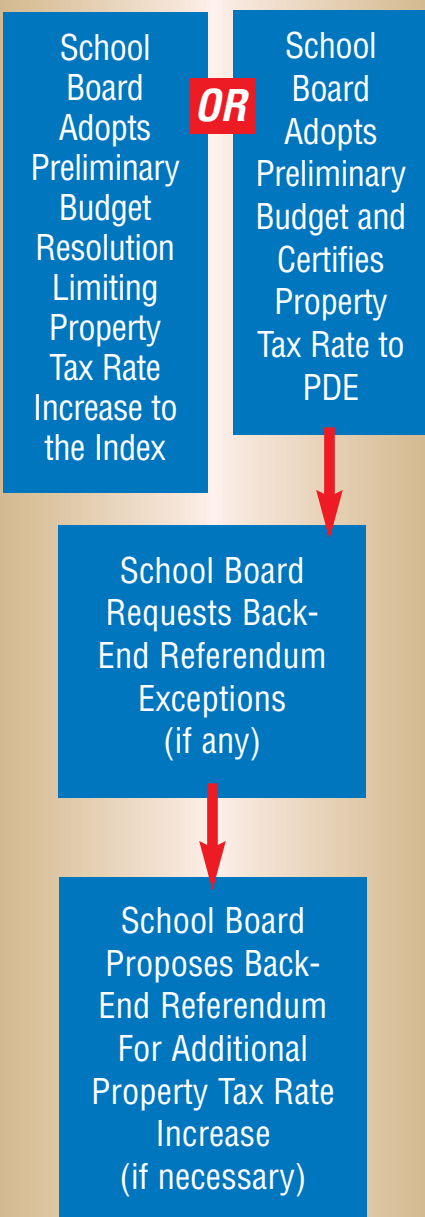 School
Board
Adopts
Preliminary
Budget
Resolution
Limiting
Property
Tax Rate
Increase to
the Index
OR
School
Board
Adopts
Preliminary
Budget and
Certifies
Property
Tax Rate to
PDE
School Board
Requests Back-
End Referendum
Exceptions
(if any)
School Board
Proposes Back-
End Referendum
For Additional
Property Tax Rate
Increase
(if necessary)